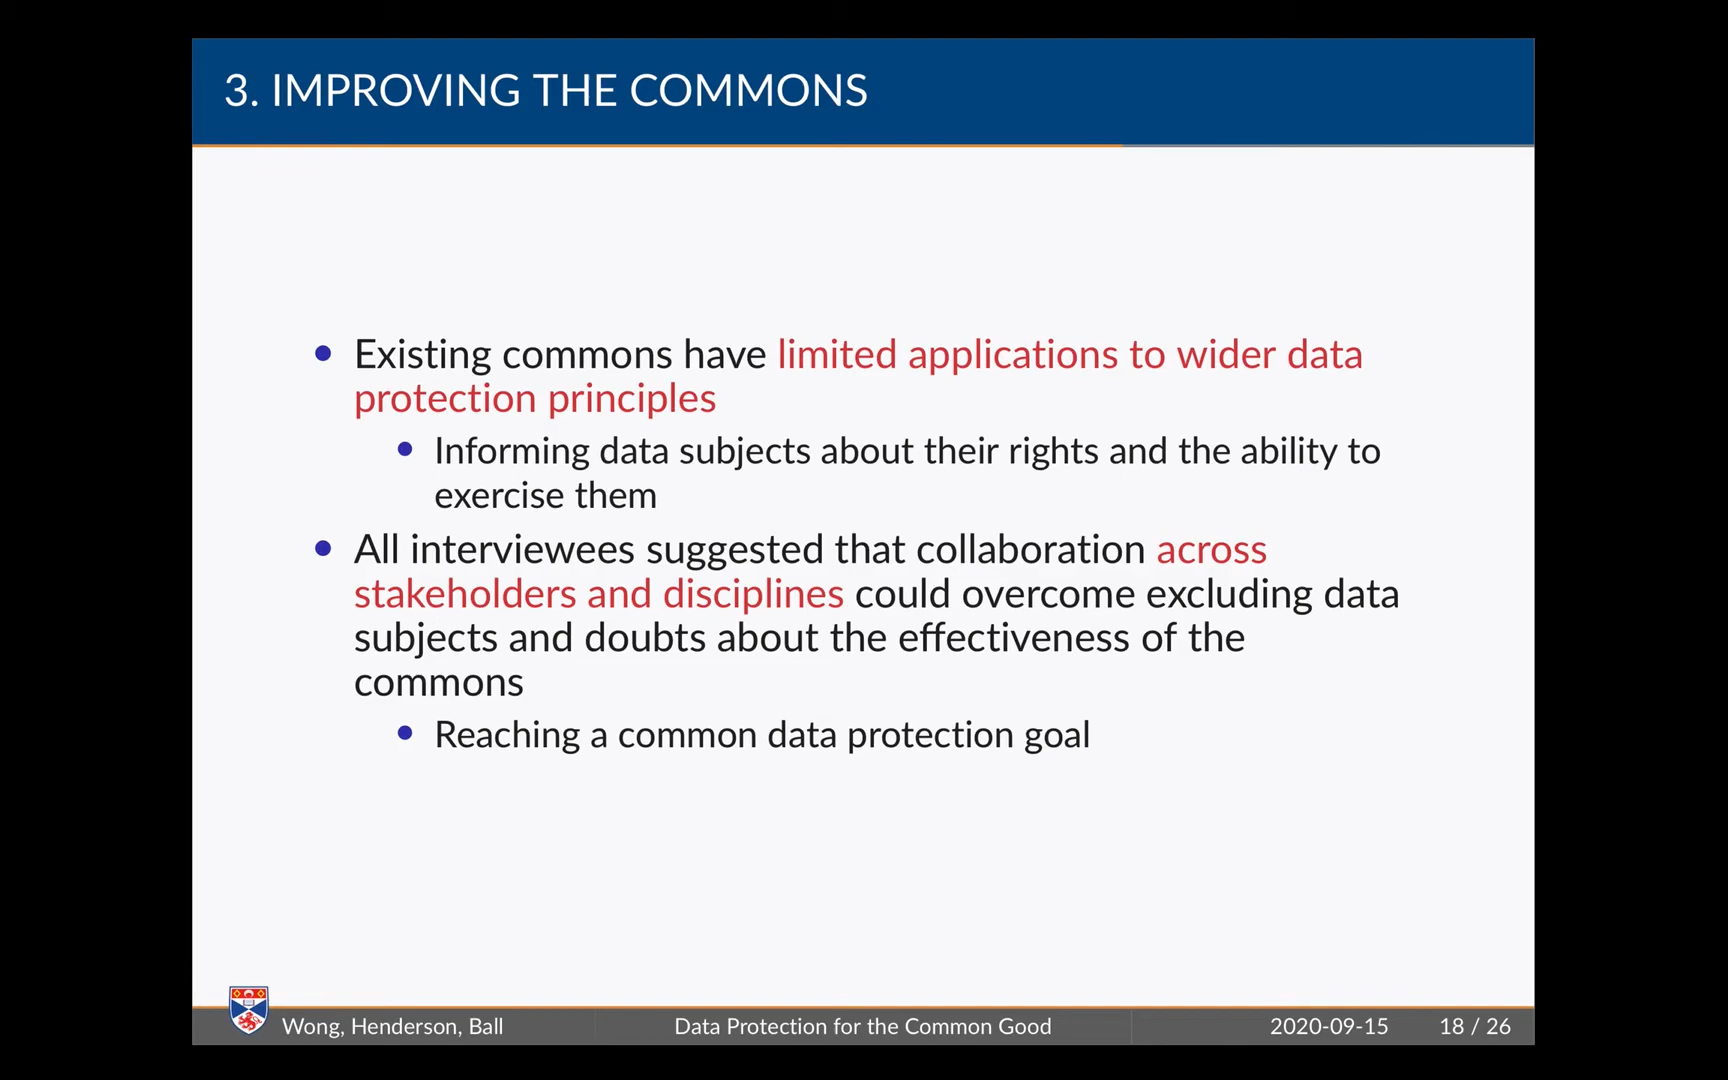 3. IMPROVING THE COMMONS
Existing commons have limited applications to wider data
protection principles
Informing data subjects about their rights and the ability to
exercise them
All interviewees suggested that collaboration across
stakeholders and disciplines could overcome excluding data
subjects and doubts about the effectiveness of the
commons
Reaching a common data protection goal
Wong, Henderson, Ball
Data Protection for the Common Good
2020-09-15
18 / 26